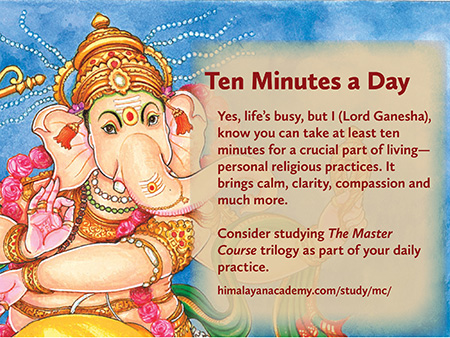 Ten Minutes a Day
Yes, life’s busy, but I (Lord Ganesha),
know you can take at least ten
minutes for a crucial part of living—
personal religious practices. It
brings calm, clarity, compassion and
much more.
Consider studying The Master
Course trilogy as part of your daily
practice.
himalayanacademy.com/study/mc/